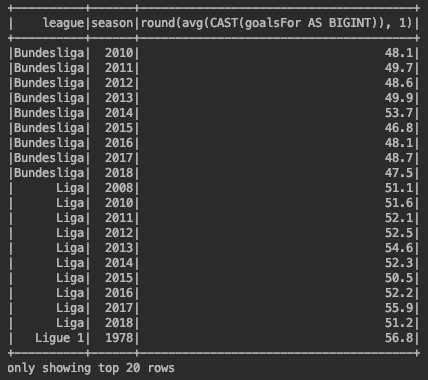 +----------+------+------------------------------------+
|    league|season|round(avg(CAST(goalsFor AS BIGINT)), 1)|
+----------+------+------------------------------------+
|Bundesliga|  2010|                                48.1|
|Bundesliga|  2011|                                49.7|
|Bundesliga|  2012|                                48.6|
|Bundesliga|  2013|                                49.9|
|Bundesliga|  2014|                                53.7|
|Bundesliga|  2015|                                46.8|
|Bundesliga|  2016|                                48.1|
|Bundesliga|  2017|                                48.7|
|Bundesliga|  2018|                                47.5|
|      Liga|  2008|                                51.1|
|      Liga|  2010|                                51.6|
|      Liga|  2011|                                52.1|
|      Liga|  2012|                                52.5|
|      Liga|  2013|                                54.6|
|      Liga|  2014|                                52.3|
|      Liga|  2015|                                50.5|
|      Liga|  2016|                                52.2|
|      Liga|  2017|                                55.9|
|      Liga|  2018|                                51.2|
|   Ligue 1|  1978|                                56.8|
+----------+------+------------------------------------+
only showing top 20 rows